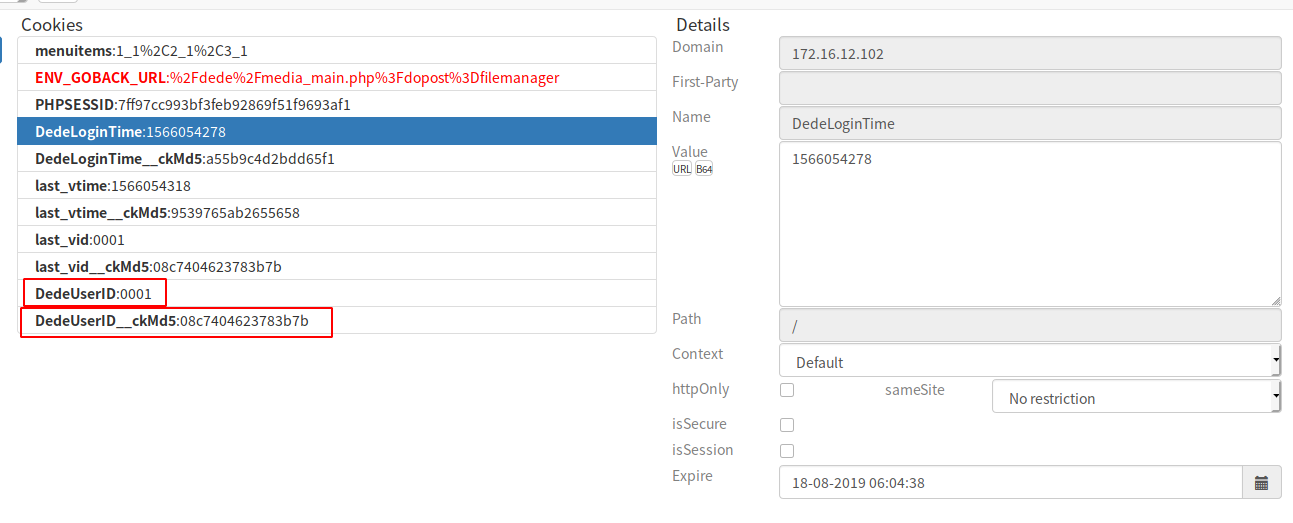 Cookies
menuitems:1_1%2C2_1%2C3_1
ENV_GOBACK_URL:%2Fdede%2Fmedia_main.php%3Fdopost%3Dfilemanager
PHPSESSID:7ff97cc993bf3feb92869f51f9693af1
DedeLoginTime:1566054278
DedeLoginTime__ckMd5:a55b9c4d2bdd65f1
last_vtime:1566054318
last_vtime__ckMd5:9539765ab2655658
last_vid:0001
last_vid__ckMd5:08c7404623783b7b
DedeUserID:0001
DedeUserID__ckMd5:08c7404623783b7b
Details
Domain 172.16.12.102
First-Party
Name DedeLoginTime
Value 1566054278
URL B64
Path /
Context Default
httpOnly sameSite No restriction
isSecure
isSession
Expire 18-08-2019 06:04:38